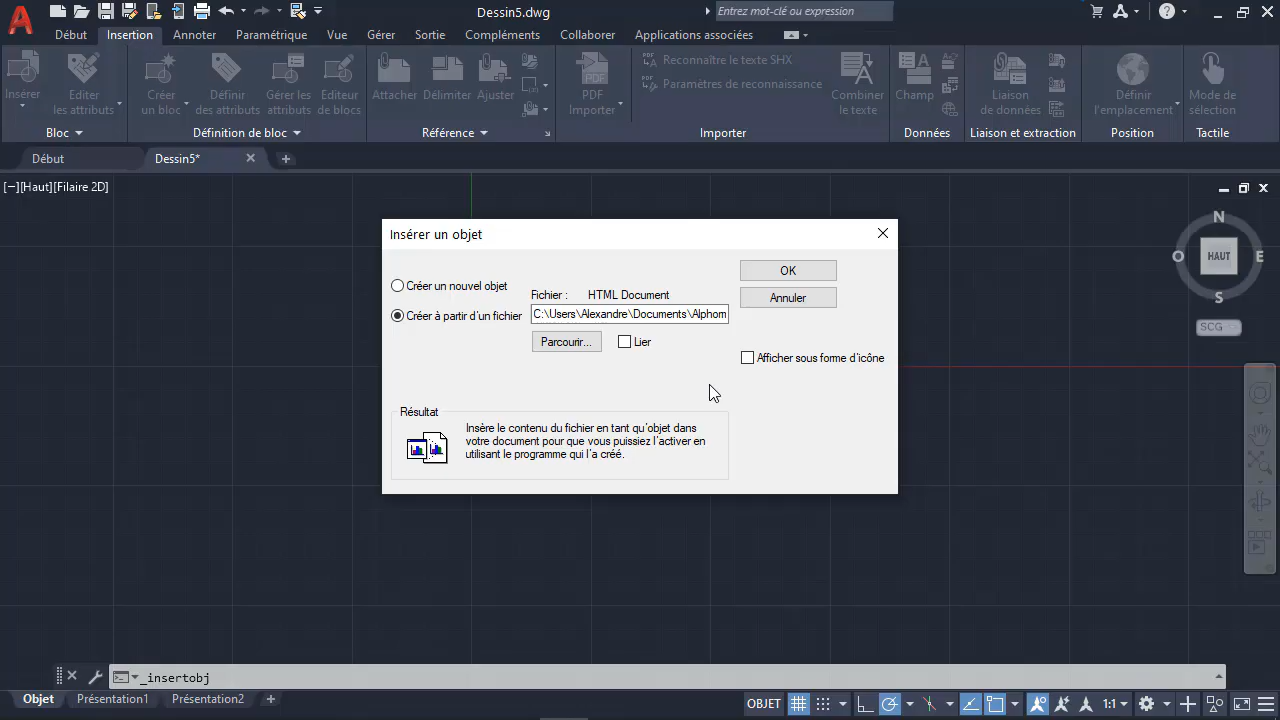 Dessin5.dwg
Entrez mot-clé ou expression
Début Insertion Annoter Paramétrique Vue Gérer Sortie Compléments Collaborer Applications associées
Insérer
Editer les attributs
Créer un bloc
Définir des attributs
Gérer les attributs
Editeur de blocs
Attacher
Délimiter
Ajuster
PDF
PDF Importer
PDF Reconnaître le texte SHX
PDF Paramètres de reconnaissance
Combiner le texte
Champ
Liaison de données
Définir l'emplacement
Mode de sélection
Bloc
Définition de bloc
Référence
Importer
Données
Liaison et extraction
Position
Tactile
Début
Dessin5*
[−][Haut][Filaire 2D]
N
O HAUT E
S
SCG
Insérer un objet
Créer un nouvel objet
Créer à partir d'un fichier
Fichier : HTML Document
C:\Users\Alexandre\Documents\Alphom
Parcourir...
Lier
OK
Annuler
Afficher sous forme d'icône
Résultat
Insère le contenu du fichier en tant qu'objet dans
votre document pour que vous puissiez l'activer en
utilisant le programme qui l'a créé.
_insertobj
Objet Présentation1 Présentation2
OBJET
1:1